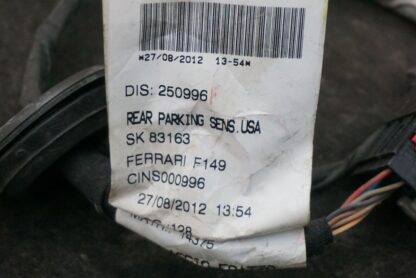 *27/08/2012 13-54*
DIS: 250996
REAR PARKING SENS.USA
SK 83163
FERRARI F149
CINS000996
27/08/2012 13:54